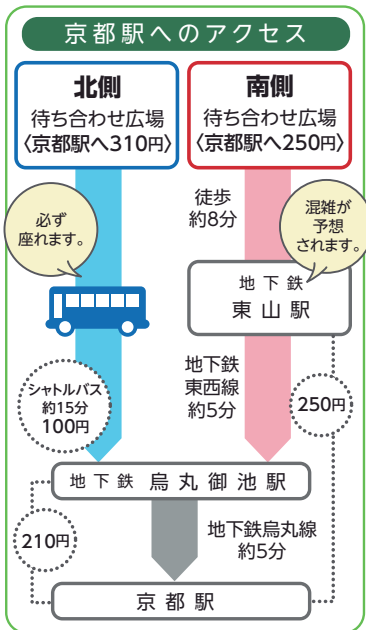 京都駅へのアクセス
北側
待ち合わせ広場
〈京都駅へ310円〉
南側
待ち合わせ広場
〈京都駅へ250円〉
必ず
座れます。
徒歩
約8分
混雑が
予想
されます。
地下鉄
東山駅
シャトルバス
約15分
100円
地下鉄
東西線
約5分
250円
地下鉄 烏丸御池駅
210円
地下鉄烏丸線
約5分
京都駅